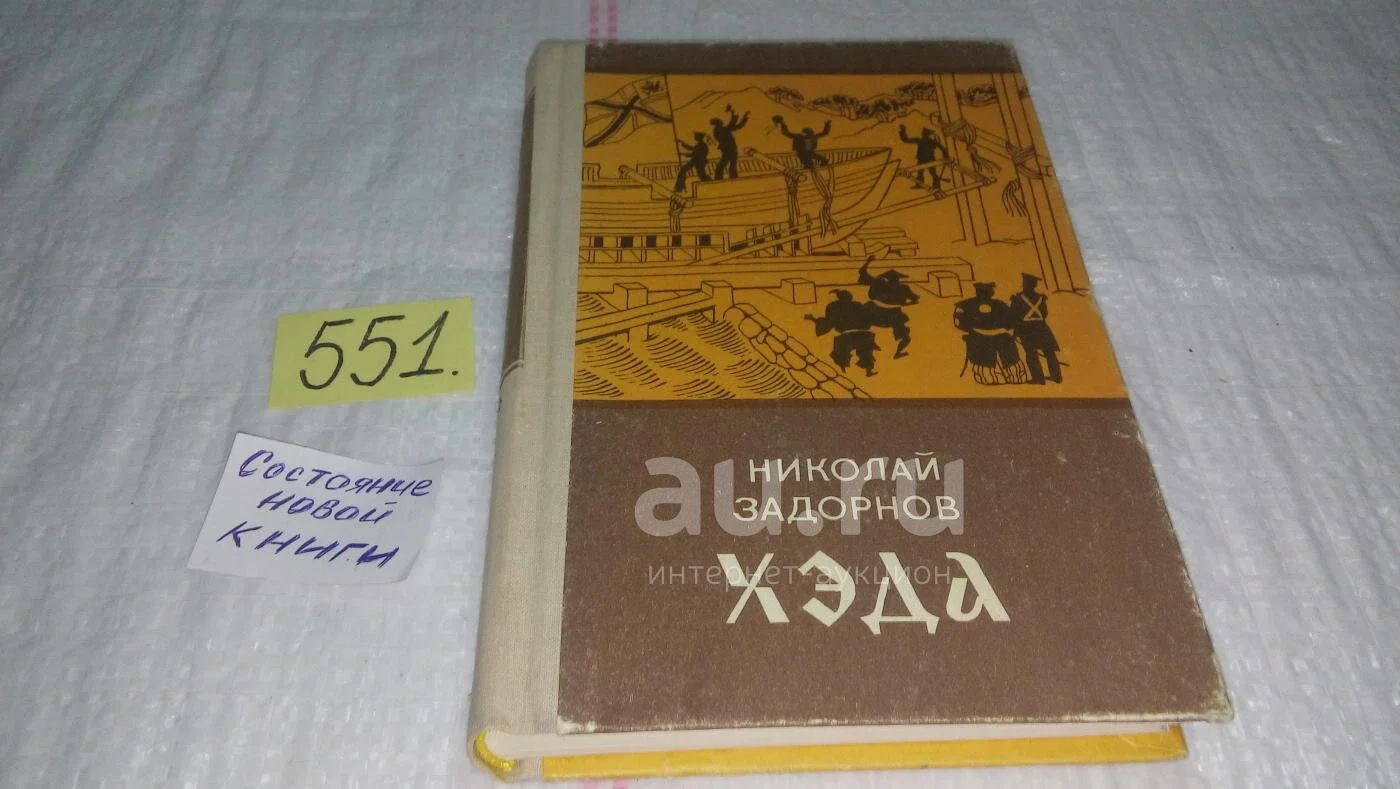 551.
Состояние
новой
книги
НИКОЛАЙ
ЗАДОРНОВ
ХЭДА
au.ru
интернет-аукцион